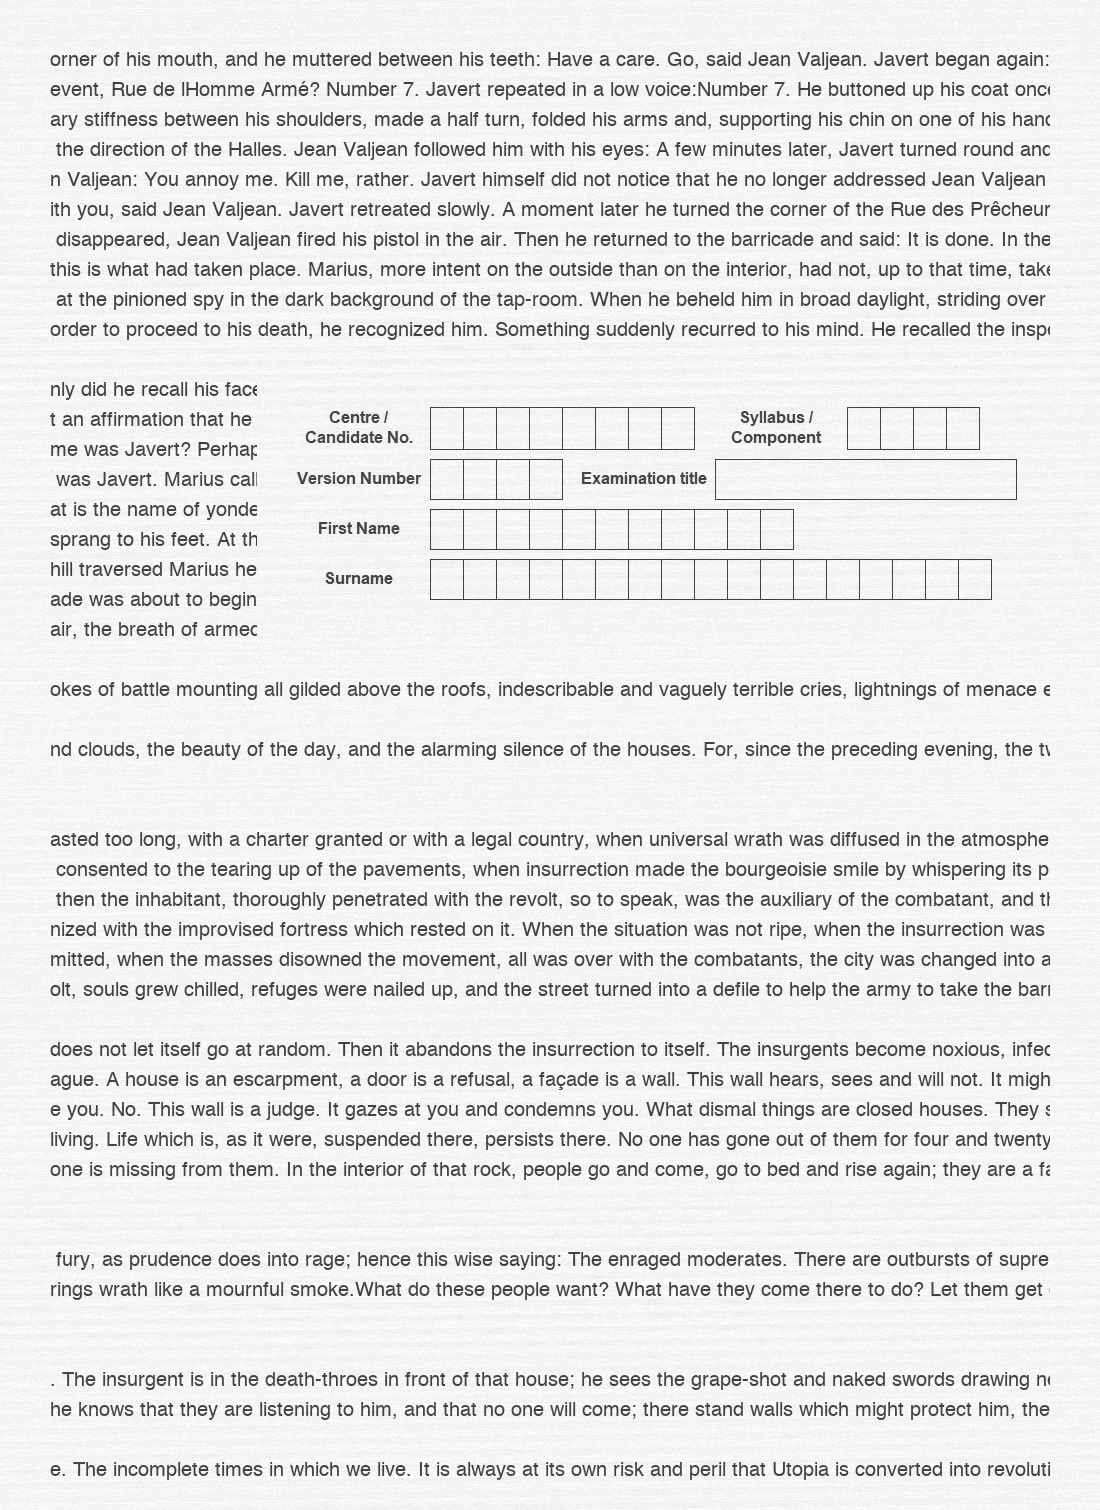 orner of his mouth, and he muttered between his teeth: Have a care. Go, said Jean Valjean. Javert began again:
event, Rue de lHomme Armé? Number 7. Javert repeated in a low voice:Number 7. He buttoned up his coat once
ary stiffness between his shoulders, made a half turn, folded his arms and, supporting his chin on one of his
the direction of the Halles. Jean Valjean followed him with his eyes: A few minutes later, Javert turned round and
n Valjean: You annoy me. Kill me, rather. Javert himself did not notice that he no longer addressed Jean Valjean
ith you, said Jean Valjean. Javert retreated slowly. A moment later he turned the corner of the Rue des Prêcheur
disappeared, Jean Valjean fired his pistol in the air. Then he returned to the barricade and said: It is done. In the
this is what had taken place. Marius, more intent on the outside than on the interior, had not, up to that time, take
at the pinioned spy in the dark background of the tap-room. When he beheld him in broad daylight, striding over
order to proceed to his death, he recognized him. Something suddenly recurred to his mind. He recalled the inspe
nly did he recall his face
t an affirmation that he
me was Javert? Perhap
was Javert. Marius call
at is the name of yonde
sprang to his feet. At th
hill traversed Marius he
ade was about to begin
air, the breath of armed
Centre / Candidate No.
Syllabus / Component
Version Number
Examination title
First Name
Surname
okes of battle mounting all gilded above the roofs, indescribable and vaguely terrible cries, lightnings of menace e
nd clouds, the beauty of the day, and the alarming silence of the houses. For, since the preceding evening, the
asted too long, with a charter granted or with a legal country, when universal wrath was diffused in the atmosphe
consented to the tearing up of the pavements, when insurrection made the bourgeoisie smile by whispering its p
then the inhabitant, thoroughly penetrated with the revolt, so to speak, was the auxiliary of the combatant, and th
nized with the improvised fortress which rested on it. When the situation was not ripe, when the insurrection was
mitted, when the masses disowned the movement, all was over with the combatants, the city was changed into a
olt, souls grew chilled, refuges were nailed up, and the street turned into a defile to help the army to take the barr
does not let itself go at random. Then it abandons the insurrection to itself. The insurgents become noxious, infec
ague. A house is an escarpment, a door is a refusal, a façade is a wall. This wall hears, sees and will not. It migh
e you. No. This wall is a judge. It gazes at you and condemns you. What dismal things are closed houses. They s
living. Life which is, as it were, suspended there, persists there. No one has gone out of them for four and twenty
one is missing from them. In the interior of that rock, people go and come, go to bed and rise again; they are a fa
fury, as prudence does into rage; hence this wise saying: The enraged moderates. There are outbursts of supre
rings wrath like a mournful smoke.What do these people want? What have they come there to do? Let them get
. The insurgent is in the death-throes in front of that house; he sees the grape-shot and naked swords drawing ne
he knows that they are listening to him, and that no one will come; there stand walls which might protect him, the
e. The incomplete times in which we live. It is always at its own risk and peril that Utopia is converted into revoluti